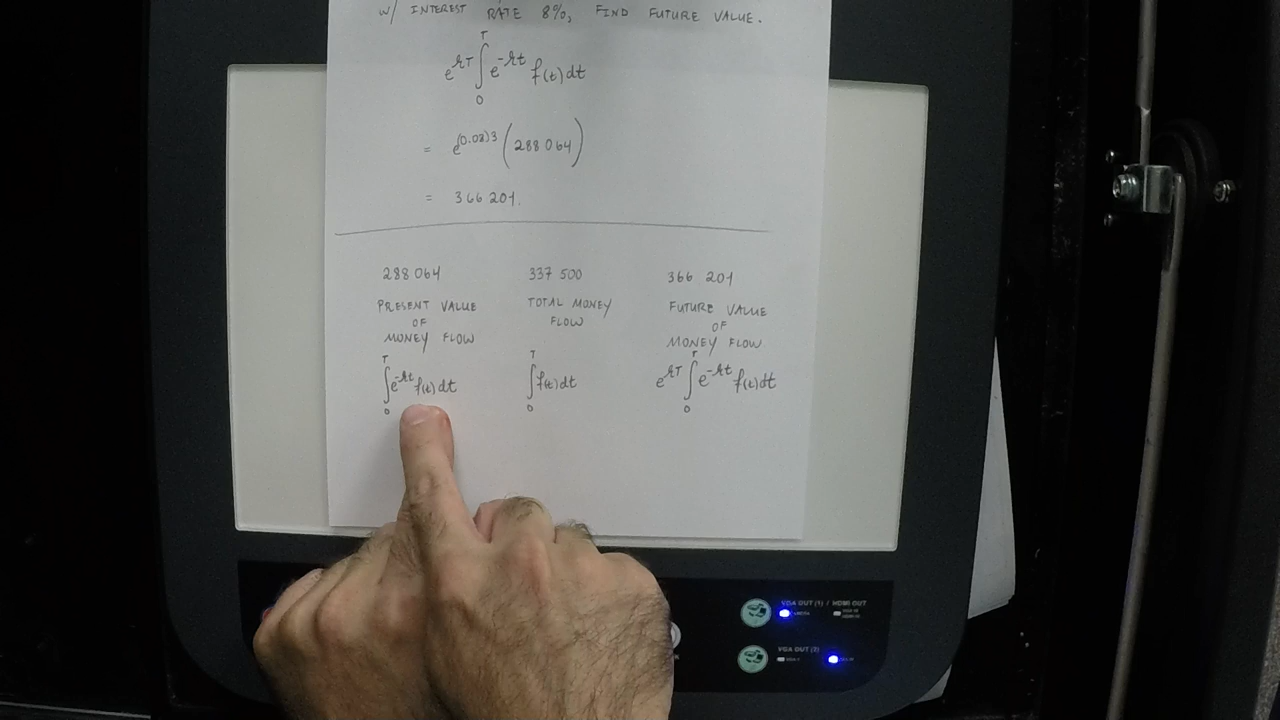 w/ INTEREST RATE 8%, FIND FUTURE VALUE.
e^{rT} ∫_0^T e^{-rt} f(t)dt
= e^{(0.08)3} (288 064)
= 366 201.
288 064 337 500 366 201
PRESENT VALUE OF MONEY FLOW
TOTAL MONEY FLOW
FUTURE VALUE OF MONEY FLOW
∫_0^T e^{-rt} f(t)dt
∫_0^T f(t)dt
e^{rT} ∫_0^T e^{-rt} f(t)dt
VGA OUT (1) / HDMI OUT
VGA OUT (2)